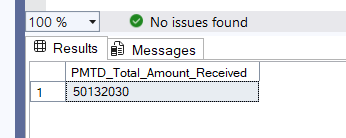 100 %
No issues found
Results Messages
PMTD_Total_Amount_Received
1 50132030